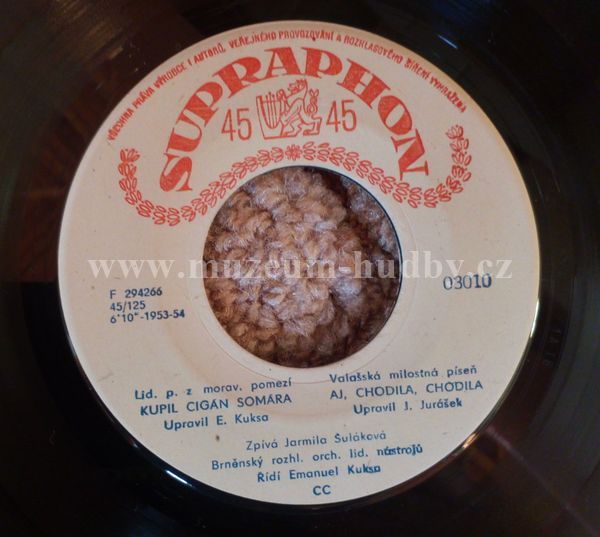 VŠECHNA PRÁVA VÝROBCE I AUTORŮ, VEŘEJNÉHO PROVOZOVÁNÍ A ROZHLASOVÉHO ŠÍŘENÍ VYHRAZENA
SUPRAPHON
45 45
www.muzeum-hudby.cz
F 294266
45/125
6'10"-1953-54
03010
Lid. p. z morav. pomezí
KUPIL CIGÁN SOMÁRA
Upravil E. Kuksa
Valašská milostná píseň
AJ, CHODILA, CHODILA
Upravil J. Jurášek
Zpívá Jarmila Šuláková
Brněnský rozhl. orch. lid. nástrojů
Řídí Emanuel Kuksa
CC